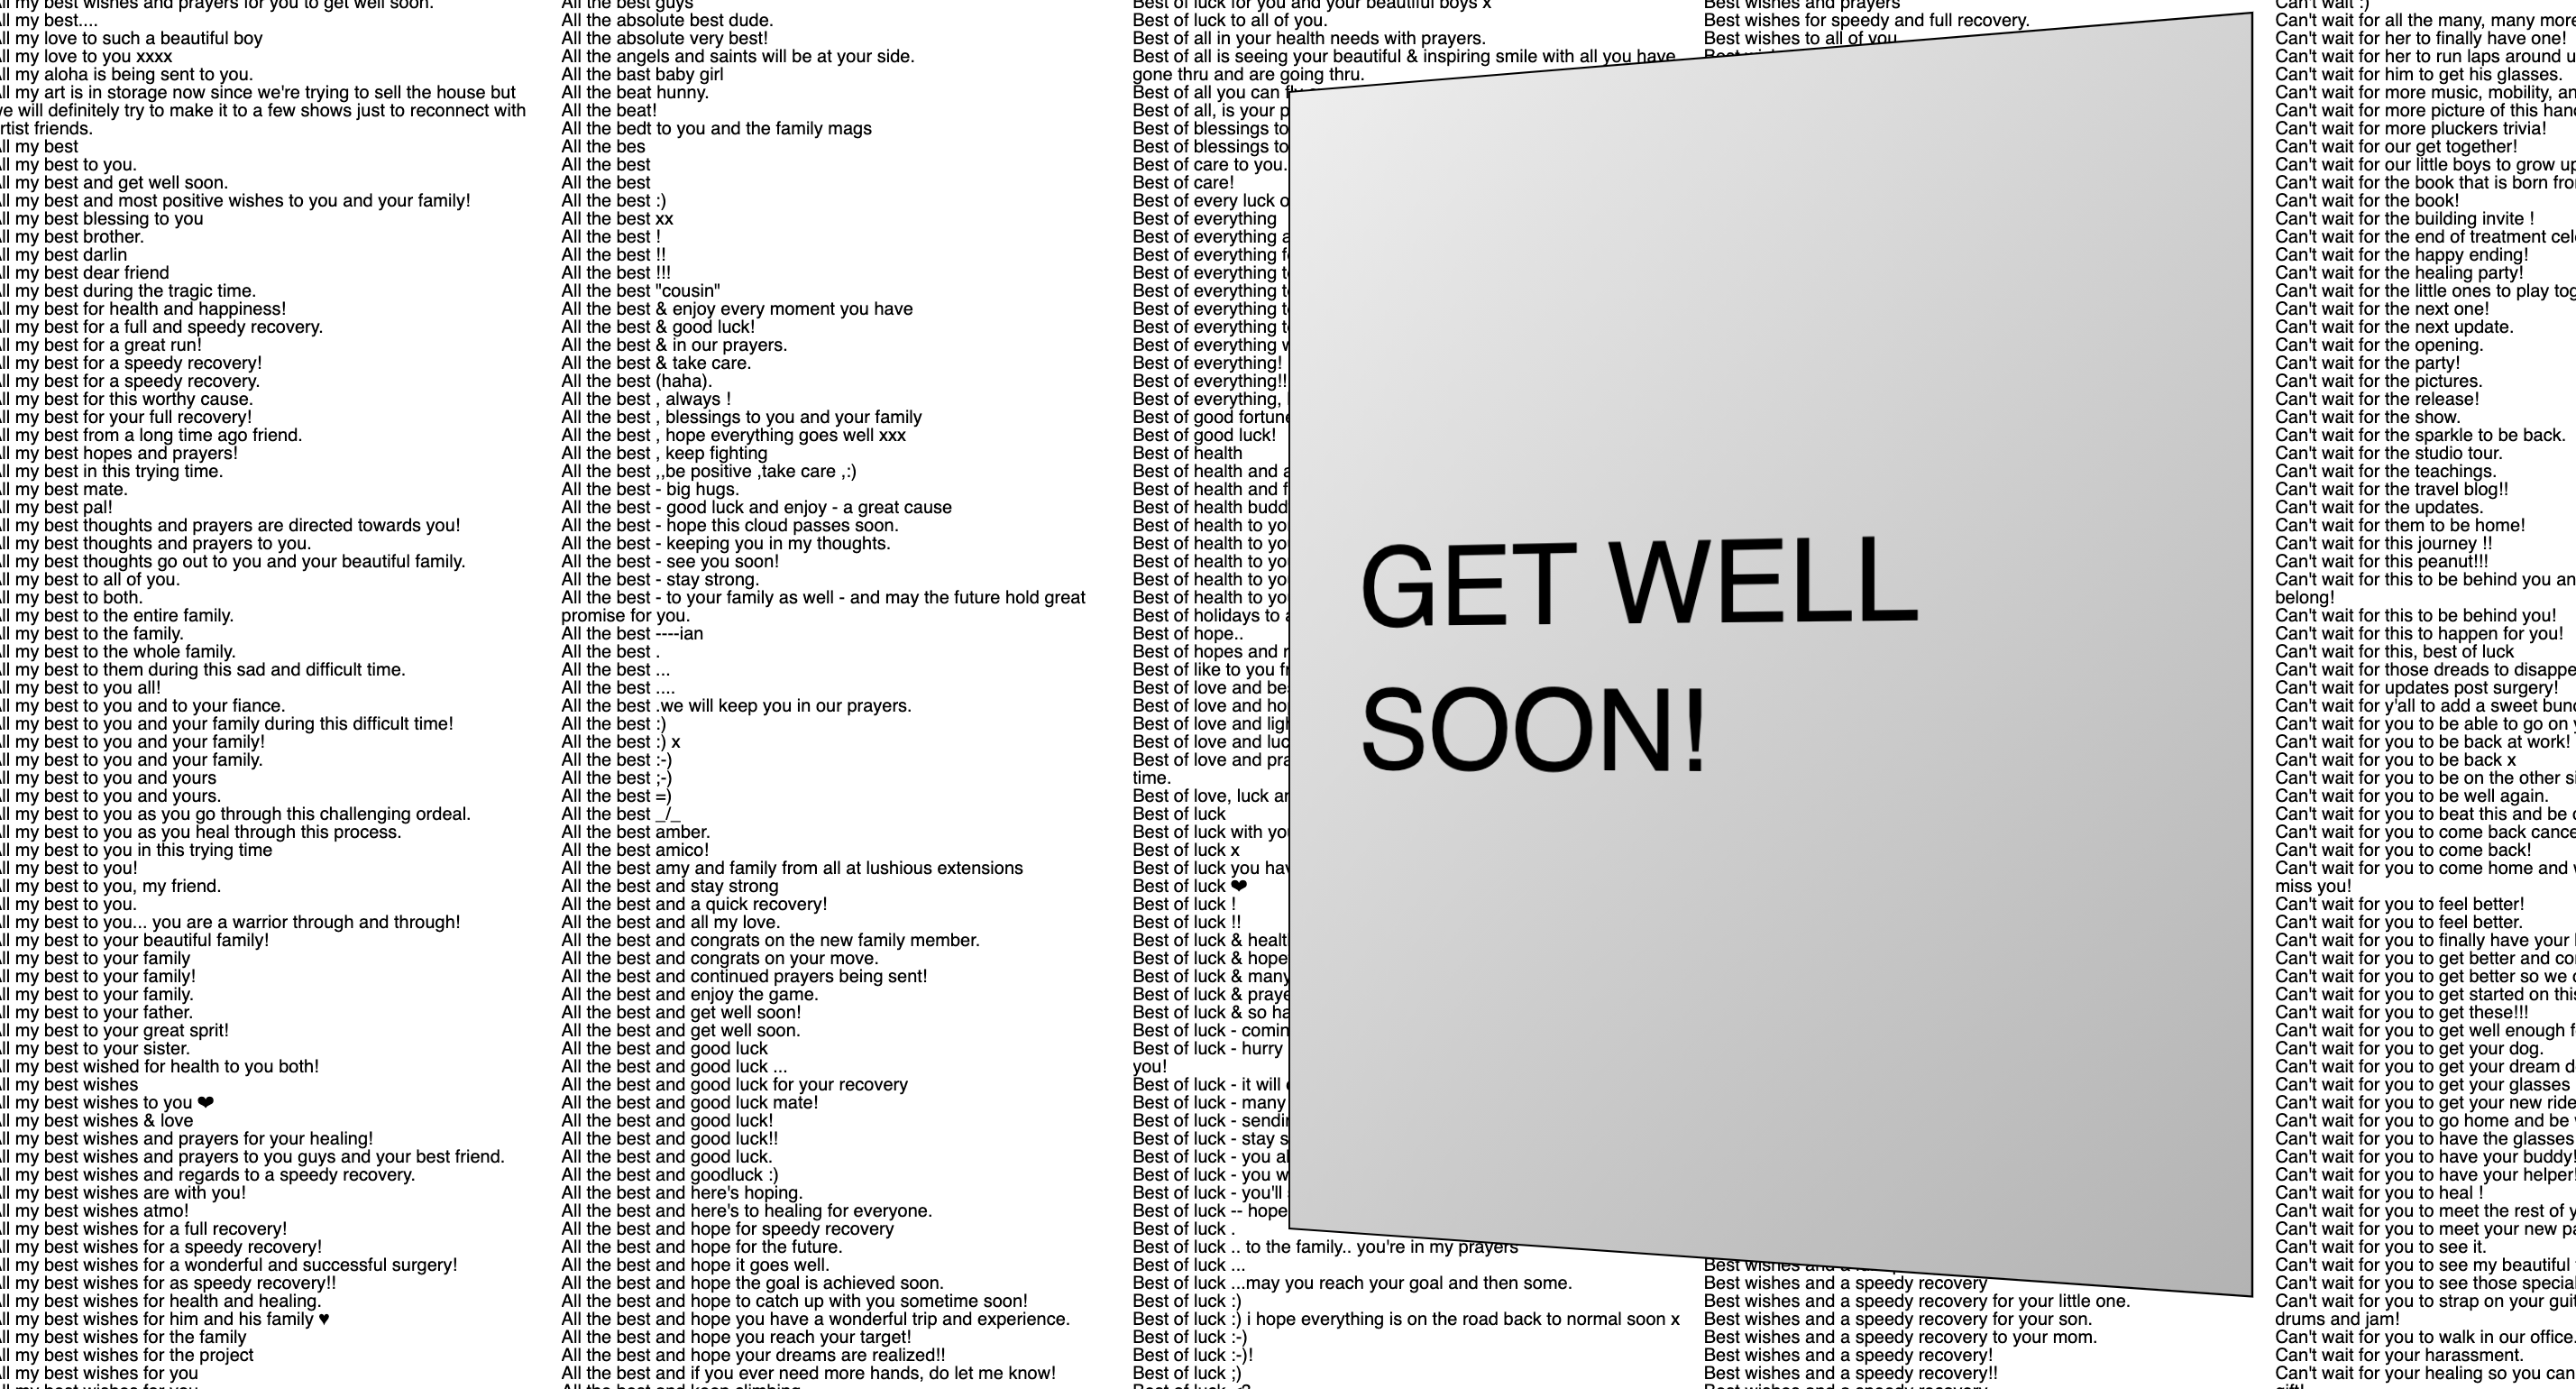 ll my best wishes and prayers for you to get well soon.
ll my best....
ll my love to such a beautiful boy
ll my love to you xxxx
ll my aloha is being sent to you.
ll my art is in storage now since we're trying to sell the house but
we will definitely try to make it to a few shows just to reconnect with
rtist friends.
ll my best
ll my best to you.
ll my best and get well soon.
ll my best and most positive wishes to you and your family!
ll my best blessing to you
ll my best brother.
ll my best darlin
ll my best dear friend
ll my best during the tragic time.
ll my best for health and happiness!
ll my best for a full and speedy recovery.
ll my best for a great run!
ll my best for a speedy recovery!
ll my best for a speedy recovery.
ll my best for this worthy cause.
ll my best for your full recovery!
ll my best from a long time ago friend.
ll my best hopes and prayers!
ll my best in this trying time.
ll my best mate.
ll my best pal!
ll my best thoughts and prayers are directed towards you!
ll my best thoughts and prayers to you.
ll my best thoughts go out to you and your beautiful family.
ll my best to all of you.
ll my best to both.
ll my best to the entire family.
ll my best to the family.
ll my best to the whole family.
ll my best to them during this sad and difficult time.
ll my best to you all!
ll my best to you and to your fiance.
ll my best to you and your family during this difficult time!
ll my best to you and your family!
ll my best to you and your family.
ll my best to you and yours
ll my best to you and yours.
ll my best to you as you go through this challenging ordeal.
ll my best to you as you heal through this process.
ll my best to you in this trying time
ll my best to you!
ll my best to you, my friend.
ll my best to you.
ll my best to you... you are a warrior through and through!
ll my best to your beautiful family!
ll my best to your family
ll my best to your family!
ll my best to your family.
ll my best to your father.
ll my best to your great sprit!
ll my best to your sister.
ll my best wished for health to you both!
ll my best wishes
ll my best wishes to you ❤
ll my best wishes & love
ll my best wishes and prayers for your healing!
ll my best wishes and prayers to you guys and your best friend.
ll my best wishes and regards to a speedy recovery.
ll my best wishes are with you!
ll my best wishes atmo!
ll my best wishes for a full recovery!
ll my best wishes for a speedy recovery!
ll my best wishes for a wonderful and successful surgery!
ll my best wishes for as speedy recovery!!
ll my best wishes for health and healing.
ll my best wishes for him and his family ♥
ll my best wishes for the family
ll my best wishes for the project
ll my best wishes for you
ll my best wishes for you
All the best guys
All the absolute best dude.
All the absolute very best!
All the angels and saints will be at your side.
All the bast baby girl
All the beat hunny.
All the beat!
All the bedt to you and the family mags
All the bes
All the best
All the best
All the best :)
All the best xx
All the best !
All the best !!
All the best !!!
All the best "cousin"
All the best & enjoy every moment you have
All the best & good luck!
All the best & in our prayers.
All the best & take care.
All the best (haha).
All the best , always !
All the best , blessings to you and your family
All the best , hope everything goes well xxx
All the best , keep fighting
All the best ,,be positive ,take care ,:)
All the best - big hugs.
All the best - good luck and enjoy - a great cause
All the best - hope this cloud passes soon.
All the best - keeping you in my thoughts.
All the best - see you soon!
All the best - stay strong.
All the best - to your family as well - and may the future hold great
promise for you.
All the best ----ian
All the best .
All the best ...
All the best ....
All the best .we will keep you in our prayers.
All the best :)
All the best :) x
All the best :-)
All the best ;-)
All the best =)
All the best _/_
All the best amber.
All the best amico!
All the best amy and family from all at lushious extensions
All the best and stay strong
All the best and a quick recovery!
All the best and all my love.
All the best and congrats on the new family member.
All the best and congrats on your move.
All the best and continued prayers being sent!
All the best and enjoy the game.
All the best and get well soon!
All the best and get well soon.
All the best and good luck
All the best and good luck ...
All the best and good luck for your recovery
All the best and good luck mate!
All the best and good luck!
All the best and good luck!!
All the best and good luck.
All the best and goodluck :)
All the best and here's hoping.
All the best and here's to healing for everyone.
All the best and hope for speedy recovery
All the best and hope for the future.
All the best and hope it goes well.
All the best and hope the goal is achieved soon.
All the best and hope to catch up with you sometime soon!
All the best and hope you have a wonderful trip and experience.
All the best and hope you reach your target!
All the best and hope your dreams are realized!!
All the best and if you ever need more hands, do let me know!
All the best and keep climbing
Best of luck for you and your beautiful boys x
Best of luck to all of you.
Best of all in your health needs with prayers.
Best of all is seeing your beautiful & inspiring smile with all you have
gone thru and are going thru.
Best of all you can
Best of all, is your
Best of blessings to
Best of blessings to
Best of care to you.
Best of care!
Best of every luck
Best of everything
Best of everything
Best of everything
Best of everything
Best of everything
Best of everything
Best of everything
Best of everything
Best of everything!
Best of everything!!
Best of everything,
Best of good fortune
Best of good luck!
Best of health
Best of health and
Best of health and
Best of health budd
Best of health to yo
Best of health to yo
Best of health to yo
Best of health to yo
Best of health to yo
Best of holidays to
Best of hope..
Best of hopes and
Best of like to you
Best of love and be
Best of love and ho
Best of love and lig
Best of love and luc
Best of love and pra
time.
Best of love, luck
Best of luck
Best of luck with yo
Best of luck x
Best of luck you hav
Best of luck ❤
Best of luck !
Best of luck !!
Best of luck & healt
Best of luck & hope
Best of luck & many
Best of luck & praye
Best of luck & so ha
Best of luck - comin
Best of luck - hurry
you!
Best of luck - it will
Best of luck - many
Best of luck - sendi
Best of luck - stay s
Best of luck - you
Best of luck - you w
Best of luck - you'll
Best of luck -- hope
Best of luck .
Best of luck .. to the family.. you're in my prayers
Best of luck ...
Best of luck ...may you reach your goal and then some.
Best of luck :)
Best of luck :) i hope everything is on the road back to normal soon x
Best of luck :-)
Best of luck :-)!
Best of luck ;)
GET WELL
SOON!
Best wishes and prayers
Best wishes for speedy and full recovery.
Best wishes to all of you
Best wishes and a
Best wishes and a speedy recovery
Best wishes and a speedy recovery for your little one.
Best wishes and a speedy recovery for your son.
Best wishes and a speedy recovery to your mom.
Best wishes and a speedy recovery!
Best wishes and a speedy recovery!!
Best wishes and a speedy recovery
Can't wait :)
Can't wait for all the many, many more
Can't wait for her to finally have one!
Can't wait for her to run laps around u
Can't wait for him to get his glasses.
Can't wait for more music, mobility, an
Can't wait for more picture of this han
Can't wait for more pluckers trivia!
Can't wait for our get together!
Can't wait for our little boys to grow up
Can't wait for the book that is born fro
Can't wait for the book!
Can't wait for the building invite !
Can't wait for the end of treatment cel
Can't wait for the happy ending!
Can't wait for the healing party!
Can't wait for the little ones to play tog
Can't wait for the next one!
Can't wait for the next update.
Can't wait for the opening.
Can't wait for the party!
Can't wait for the pictures.
Can't wait for the release!
Can't wait for the show.
Can't wait for the sparkle to be back.
Can't wait for the studio tour.
Can't wait for the teachings.
Can't wait for the travel blog!!
Can't wait for the updates.
Can't wait for them to be home!
Can't wait for this journey !!
Can't wait for this peanut!!!
Can't wait for this to be behind you an
belong!
Can't wait for this to be behind you!
Can't wait for this to happen for you!
Can't wait for this, best of luck
Can't wait for those dreads to disappe
Can't wait for updates post surgery!
Can't wait for y'all to add a sweet bun
Can't wait for you to be able to go on
Can't wait for you to be back at work!
Can't wait for you to be back x
Can't wait for you to be on the other si
Can't wait for you to be well again.
Can't wait for you to beat this and be
Can't wait for you to come back cance
Can't wait for you to come back!
Can't wait for you to come home and
miss you!
Can't wait for you to feel better!
Can't wait for you to feel better.
Can't wait for you to finally have your
Can't wait for you to get better and co
Can't wait for you to get better so we
Can't wait for you to get started on this
Can't wait for you to get these!!!
Can't wait for you to get well enough f
Can't wait for you to get your dog.
Can't wait for you to get your dream d
Can't wait for you to get your glasses
Can't wait for you to get your new ride
Can't wait for you to go home and be
Can't wait for you to have the glasses
Can't wait for you to have your buddy!
Can't wait for you to have your helper!
Can't wait for you to heal !
Can't wait for you to meet the rest of y
Can't wait for you to meet your new pa
Can't wait for you to see it.
Can't wait for you to see my beautiful
Can't wait for you to see those special
Can't wait for you to strap on your gui
drums and jam!
Can't wait for you to walk in our office.
Can't wait for your harassment.
Can't wait for your healing so you can